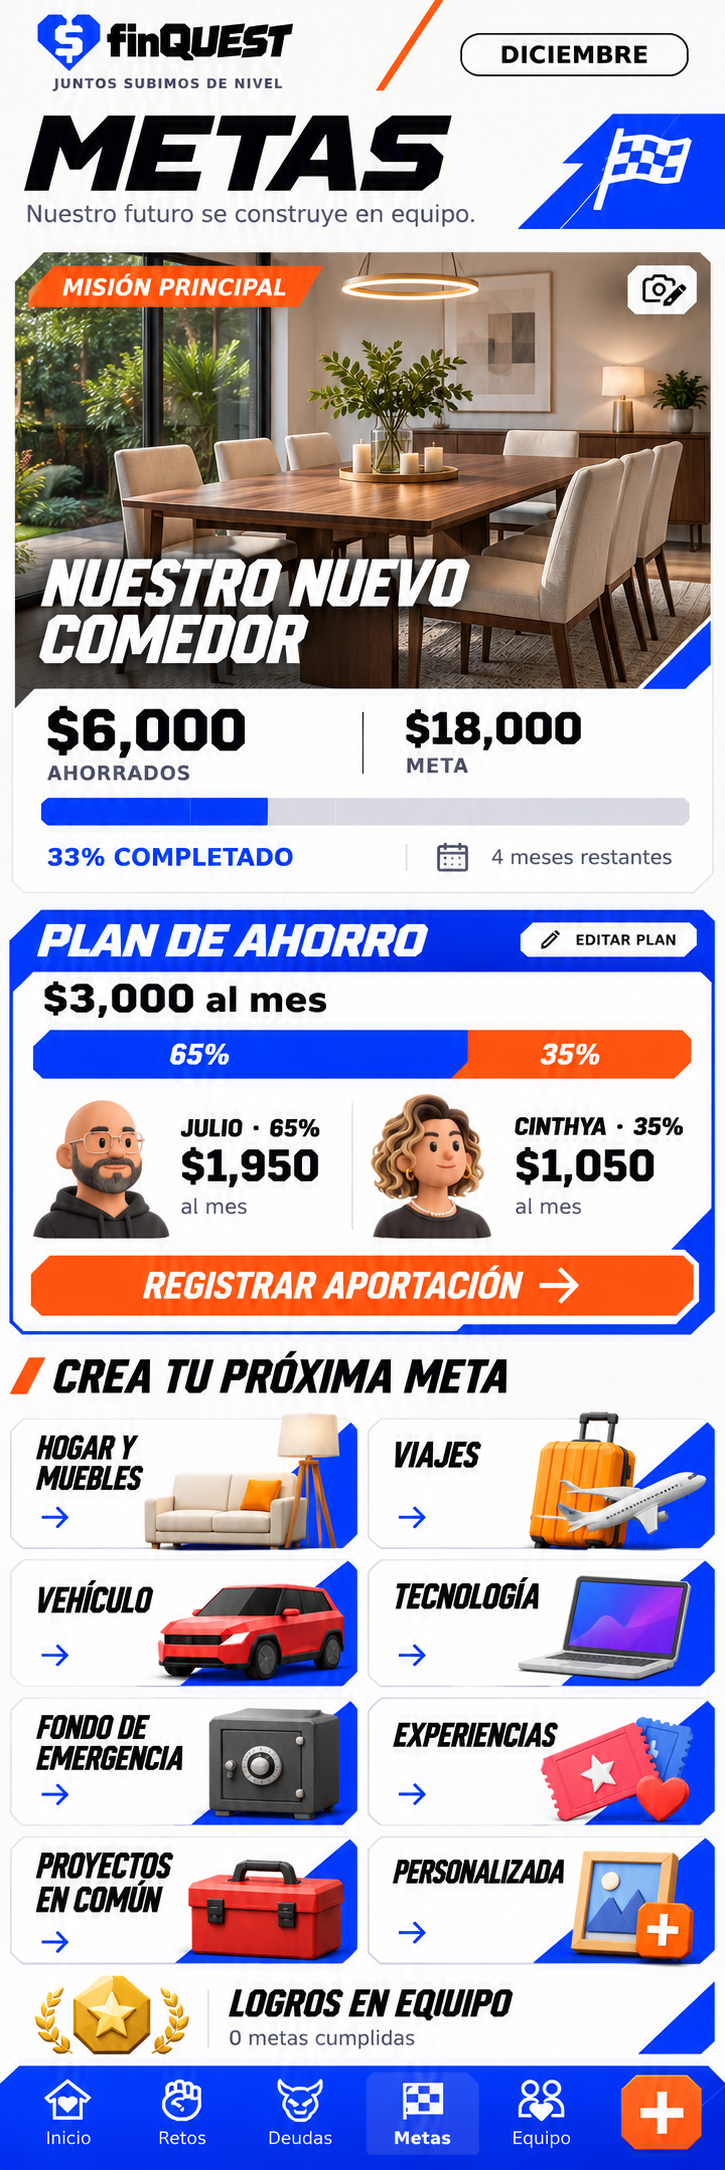 $ finQUEST
JUNTOS SUBIMOS DE NIVEL
DICIEMBRE
METAS
Nuestro futuro se construye en equipo.
MISIÓN PRINCIPAL
NUESTRO NUEVO
COMEDOR
$6,000
AHORRADOS
$18,000
META
33% COMPLETADO
4 meses restantes
PLAN DE AHORRO
EDITAR PLAN
$3,000 al mes
65%
35%
JULIO · 65%
$1,950
al mes
CINTHYA · 35%
$1,050
al mes
REGISTRAR APORTACIÓN →
CREA TU PRÓXIMA META
HOGAR Y
MUEBLES
→
VIAJES
→
VEHÍCULO
→
TECNOLOGÍA
→
FONDO DE
EMERGENCIA
→
EXPERIENCIAS
→
PROYECTOS
EN COMÚN
→
PERSONALIZADA
→
LOGROS EN EQUIPO
0 metas cumplidas
Inicio
Retos
Deudas
Metas
Equipo
+